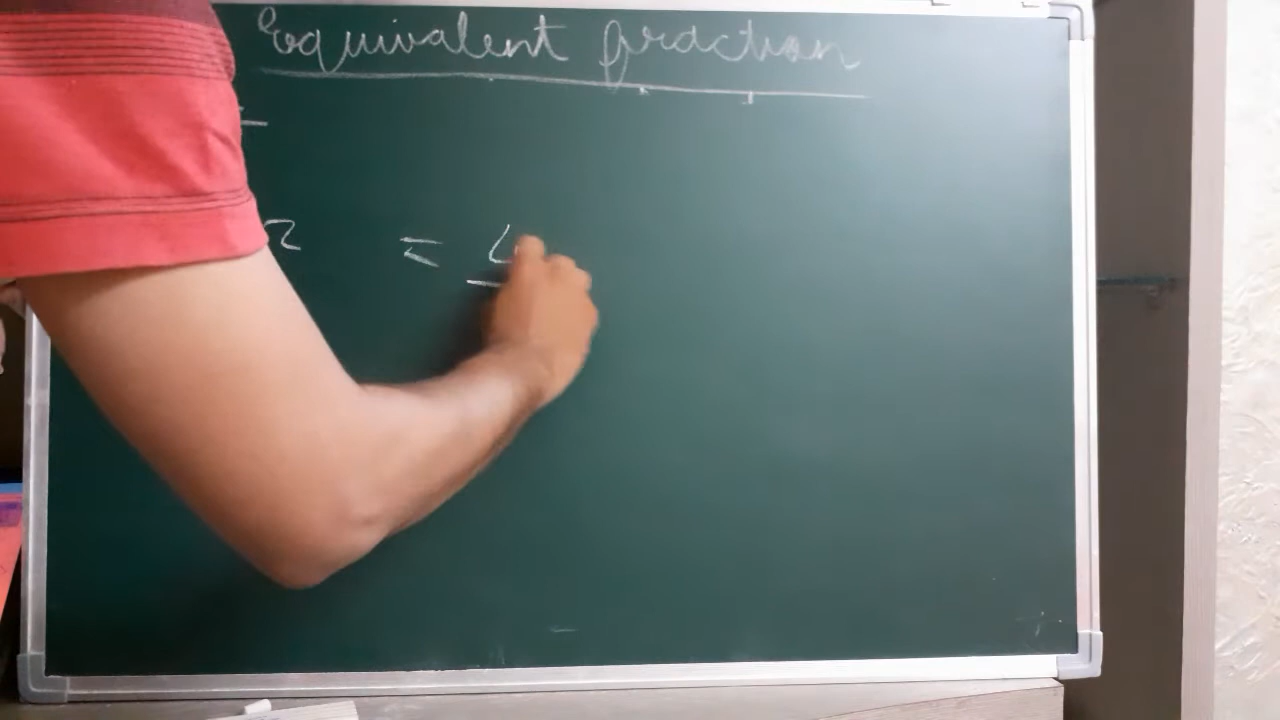 Equivalent fraction
2 = 4